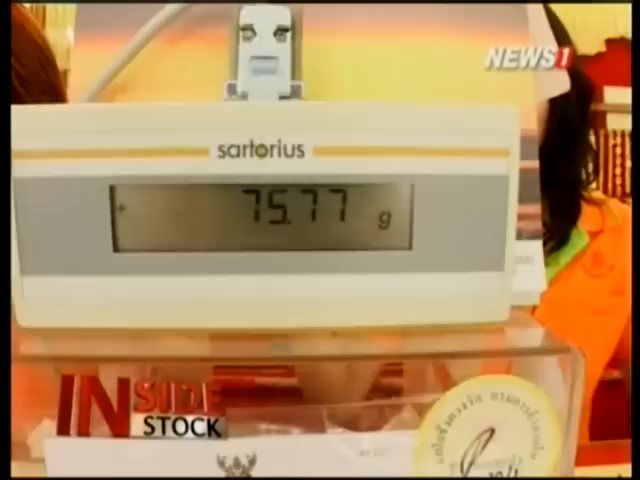 NEWS1
sartorius
+ 75.77 g
INSIDE
STOCK